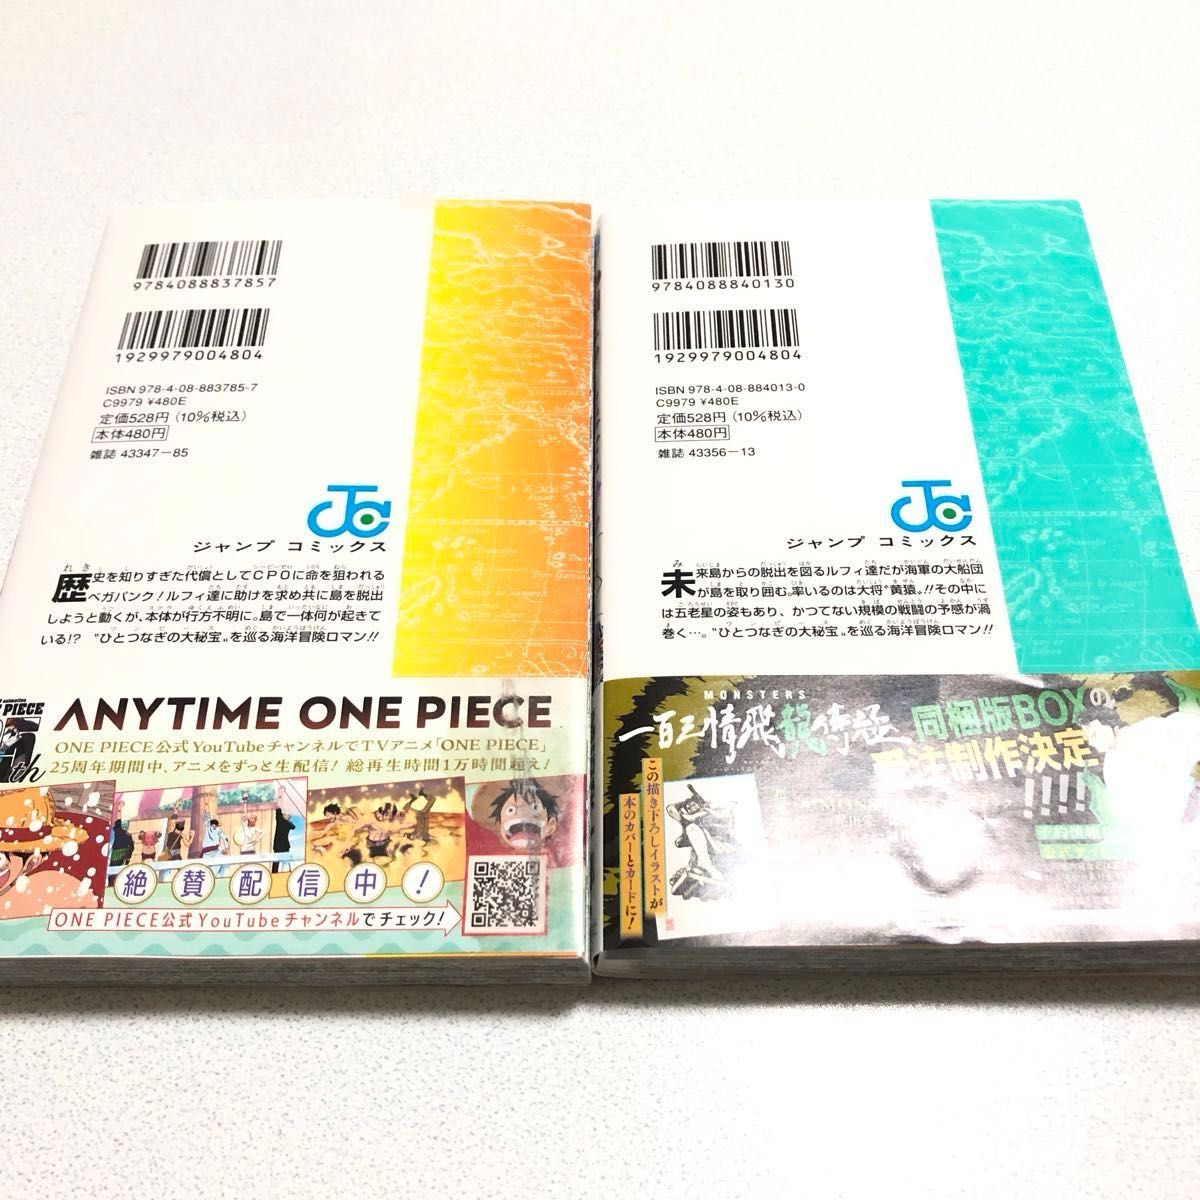 9784088837857
1929979004804
ISBN 978-4-08-883785-7
C9979 ¥480E
定価528円(10%税込)
本体480円
雑誌 43347-85
ジャンプ コミックス
歴史を知りすぎた代償としてCP0に命を狙われる
ベガパンク!ルフィ達に助けを求め共に島を脱出
しようと動くが、本体が行方不明に。島で一体何が起きて
いる!? "ひとつなぎの大秘宝"を巡る海洋冒険ロマン!!
ANYTIME ONE PIECE
ONE PIECE公式YouTubeチャンネルでTVアニメ「ONE PIECE」
25周年期間中、アニメをずっと生配信! 総再生時間1万時間超え!
絶賛配信中!
ONE PIECE公式YouTubeチャンネルでチェック!
9784088840130
1929979004804
ISBN 978-4-08-884013-0
C9979 ¥480E
定価528円(10%税込)
本体480円
雑誌 43356-13
ジャンプ コミックス
未来島からの脱出を図るルフィ達だが海軍の大船団
が島を取り囲む。率いるのは大将"黄猿"!!その中に
は五老星の姿もあり、かつてない規模の戦闘の予感が渦
巻く…。"ひとつなぎの大秘宝"を巡る海洋冒険ロマン!!
MONSTERS
一百三情飛龍侍極
同梱版BOXの
注制作決定
!!!!
この描き下ろしイラストが
本のカバーとカードに!